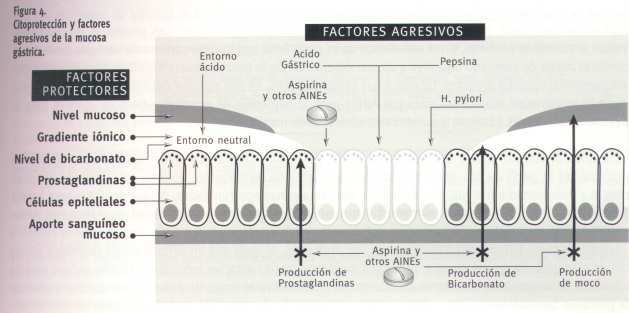 Figura 4.
Citoprotección y factores
agresivos de la mucosa
gástrica.
FACTORES AGRESIVOS
FACTORES
PROTECTORES
Entorno
ácido
Acido
Gástrico
Pepsina
Aspirina
y otros AINEs
H. pylori
Nivel mucoso
Gradiente iónico
Entorno neutral
Nivel de bicarbonato
Prostaglandinas
Células epiteliales
Aporte sanguíneo
mucoso
Aspirina y
otros AINEs
Producción de
Prostaglandinas
Producción de
Bicarbonato
Producción
de moco